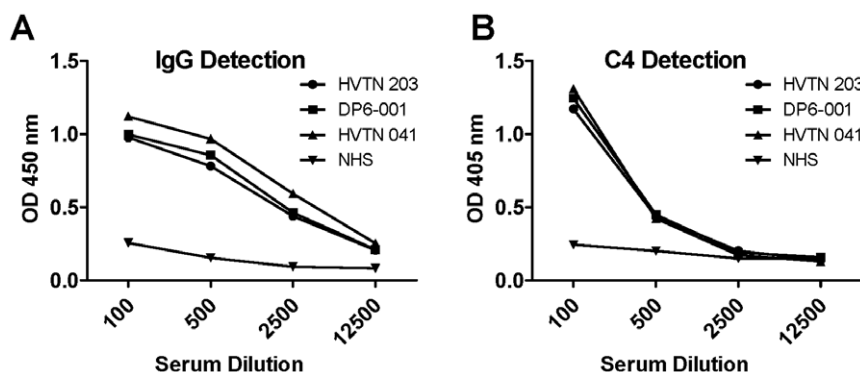 A
IgG Detection
OD 450 nm
1.5
1.0
0.5
0.0
HVTN 203
DP6-001
HVTN 041
NHS
100
500
2500
12500
Serum Dilution
B
C4 Detection
OD 405 nm
1.5
1.0
0.5
0.0
HVTN 203
DP6-001
HVTN 041
NHS
100
500
2500
12500
Serum Dilution